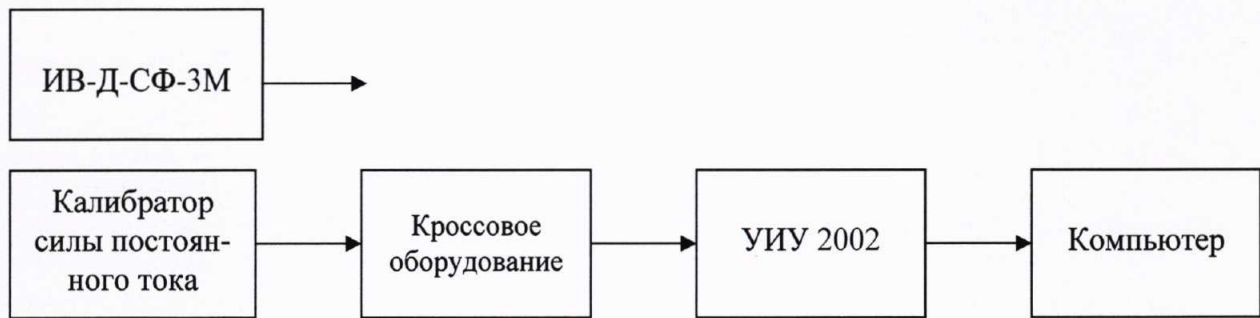 ИВ-Д-СФ-3М
Калибратор
силы постоян-
ного тока
Кроссовое
оборудование
УИУ 2002
Компьютер